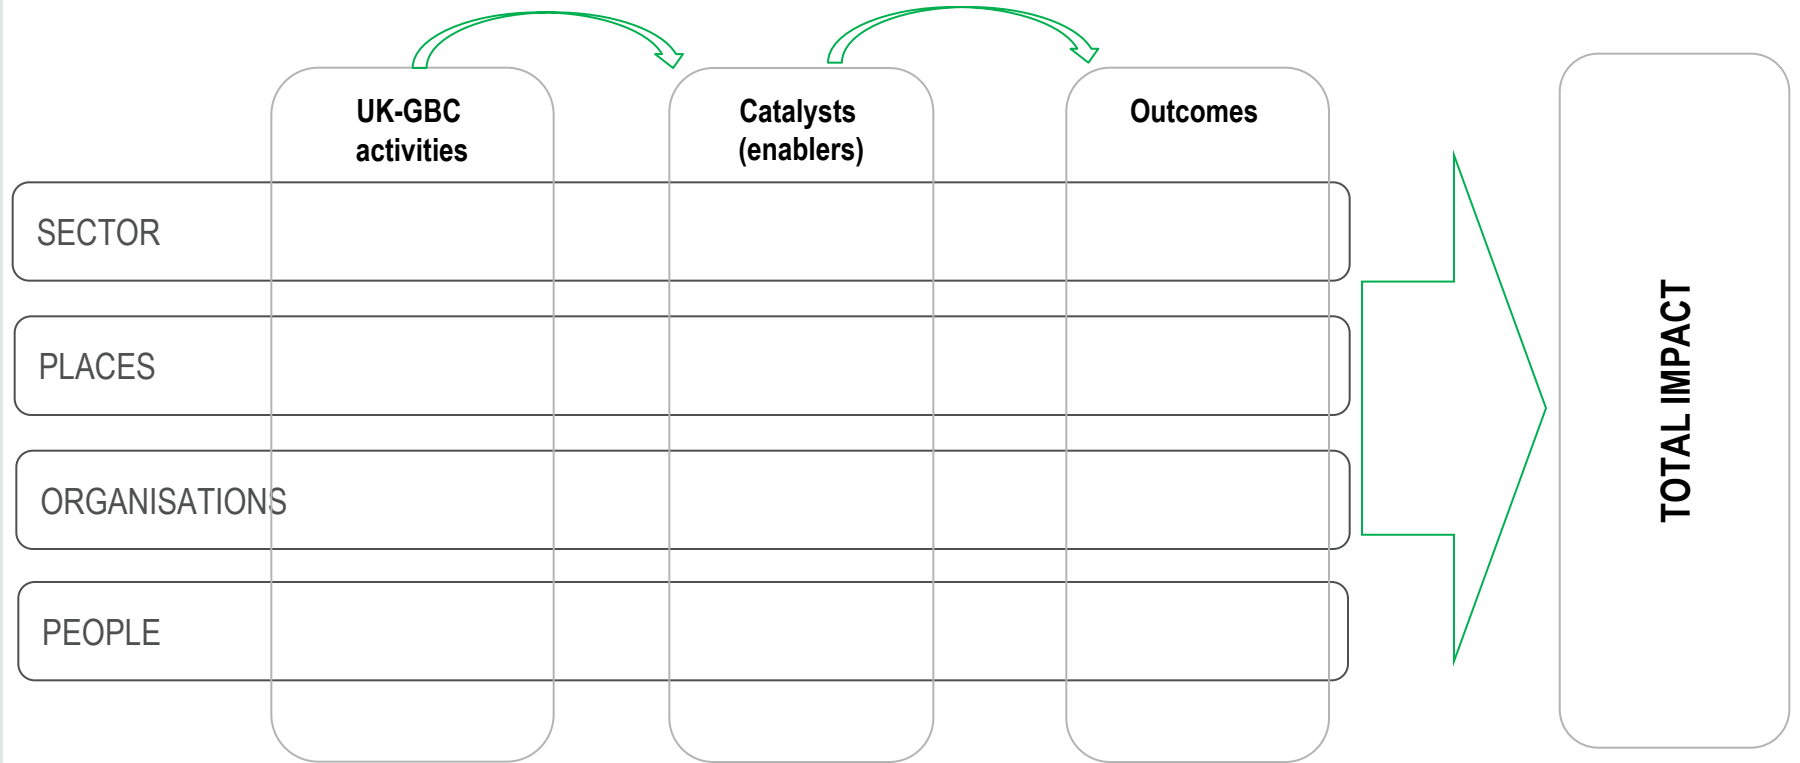 UK-GBC
activities
Catalysts
(enablers)
Outcomes
SECTOR
PLACES
ORGANISATIONS
PEOPLE
TOTAL IMPACT